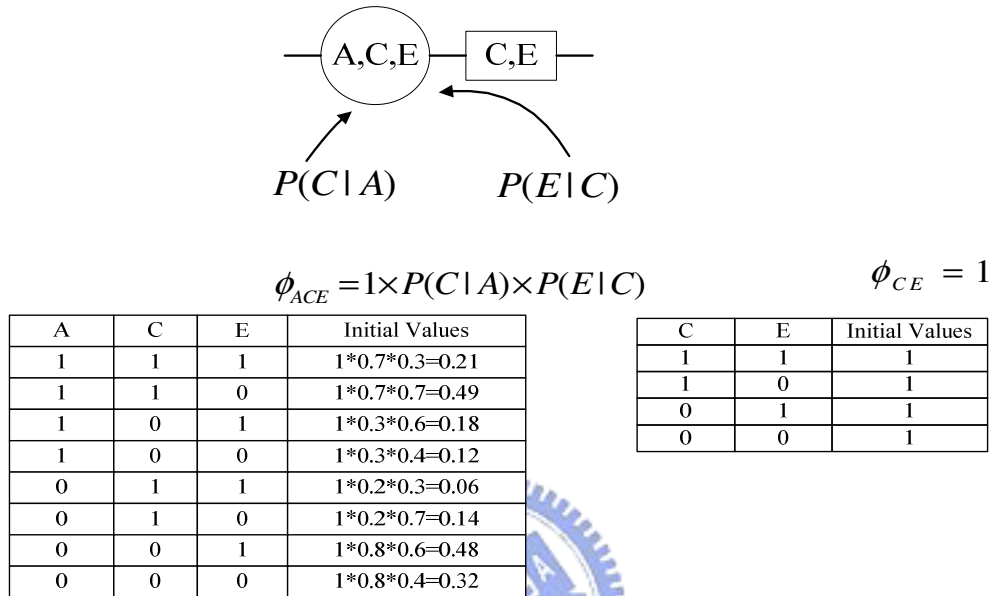 A,C,E C,E
P(C | A) P(E | C)
ϕ_ACE = 1 × P(C | A) × P(E | C) ϕ_CE = 1
A C E Initial Values
1 1 1 1*0.7*0.3=0.21
1 1 0 1*0.7*0.7=0.49
1 0 1 1*0.3*0.6=0.18
1 0 0 1*0.3*0.4=0.12
0 1 1 1*0.2*0.3=0.06
0 1 0 1*0.2*0.7=0.14
0 0 1 1*0.8*0.6=0.48
0 0 0 1*0.8*0.4=0.32
C E Initial Values
1 1 1
1 0 1
0 1 1
0 0 1